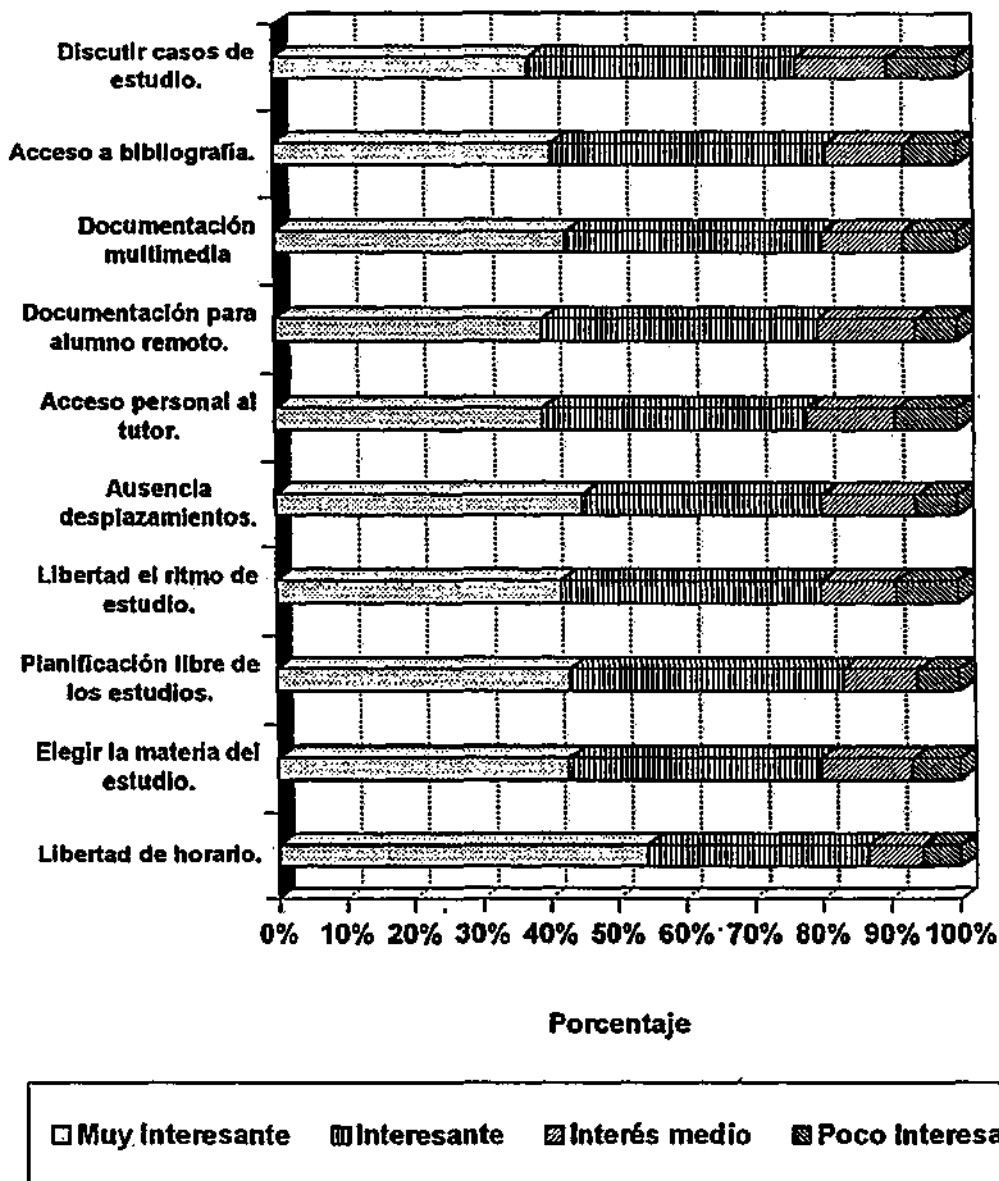 Discutir casos de
estudio.
Acceso a bibliografía.
Documentación
multimedia
Documentación para
alumno remoto.
Acceso personal al
tutor.
Ausencia
desplazamientos.
Libertad el ritmo de
estudio.
Planificación libre de
los estudios.
Elegir la materia del
estudio.
Libertad de horario.
0% 10% 20% 30% 40% 50% 60% 70% 80% 90% 100%
Porcentaje
Muy Interesante Interesante Interés medio Poco Interesa